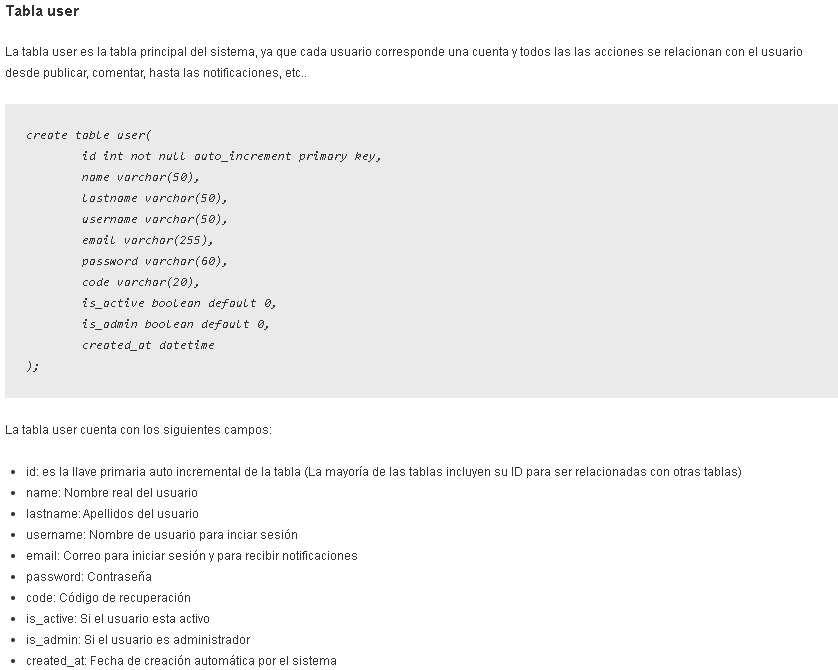 Tabla user
La tabla user es la tabla principal del sistema, ya que cada usuario corresponde una cuenta y todos las las acciones se relacionan con el usuario
desde publicar, comentar, hasta las notificaciones, etc..
create table user(
id int not null auto_increment primary key,
name varchar(50),
lastname varchar(50),
username varchar(50),
email varchar(255),
password varchar(60),
code varchar(20),
is_active boolean default 0,
is_admin boolean default 0,
created_at datetime
);
La tabla user cuenta con los siguientes campos:
• id: es la llave primaria auto incremental de la tabla (La mayoría de las tablas incluyen su ID para ser relacionadas con otras tablas)
• name: Nombre real del usuario
• lastname: Apellidos del usuario
• username: Nombre de usuario para inciar sesión
• email: Correo para iniciar sesión y para recibir notificaciones
• password: Contraseña
• code: Código de recuperación
• is_active: Si el usuario esta activo
• is_admin: Si el usuario es administrador
• created_at: Fecha de creación automática por el sistema